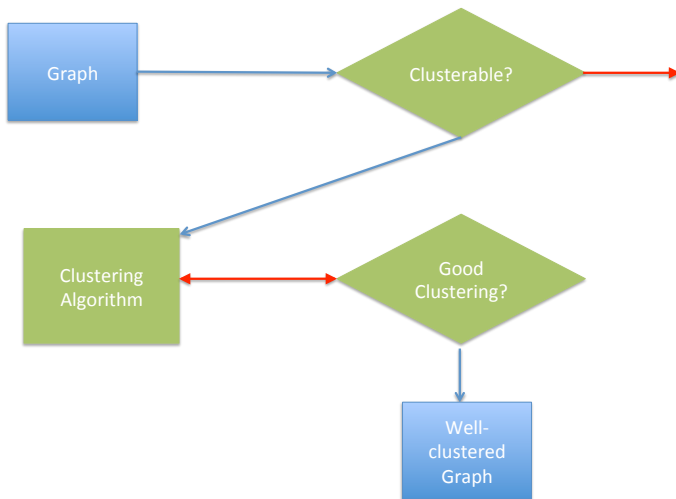 Graph
Clusterable?
Clustering
Algorithm
Good
Clustering?
Well-
clustered
Graph